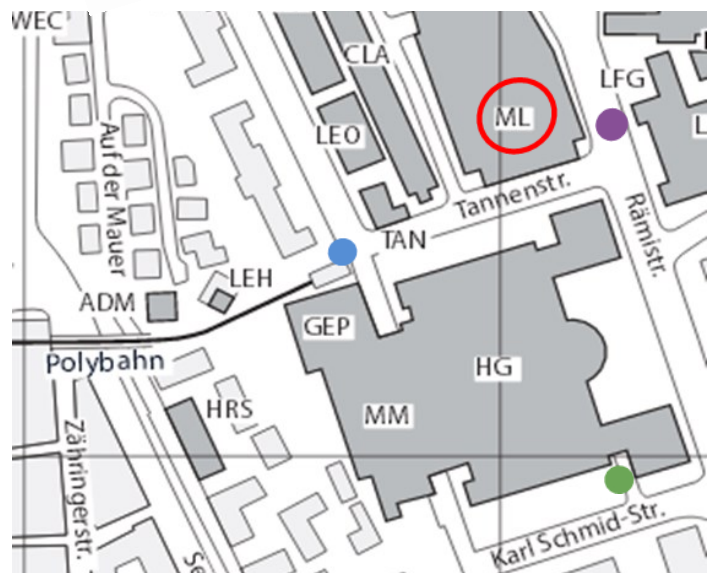 WEC
CLA
LFG
ML
LEO
L
Auf der Mauer
Tannenstr.
TAN
Rämistr.
LEH
ADM
GEP
Polybahn
HG
HRS
MM
Zähringerstr.
Se
Karl Schmid-Str.